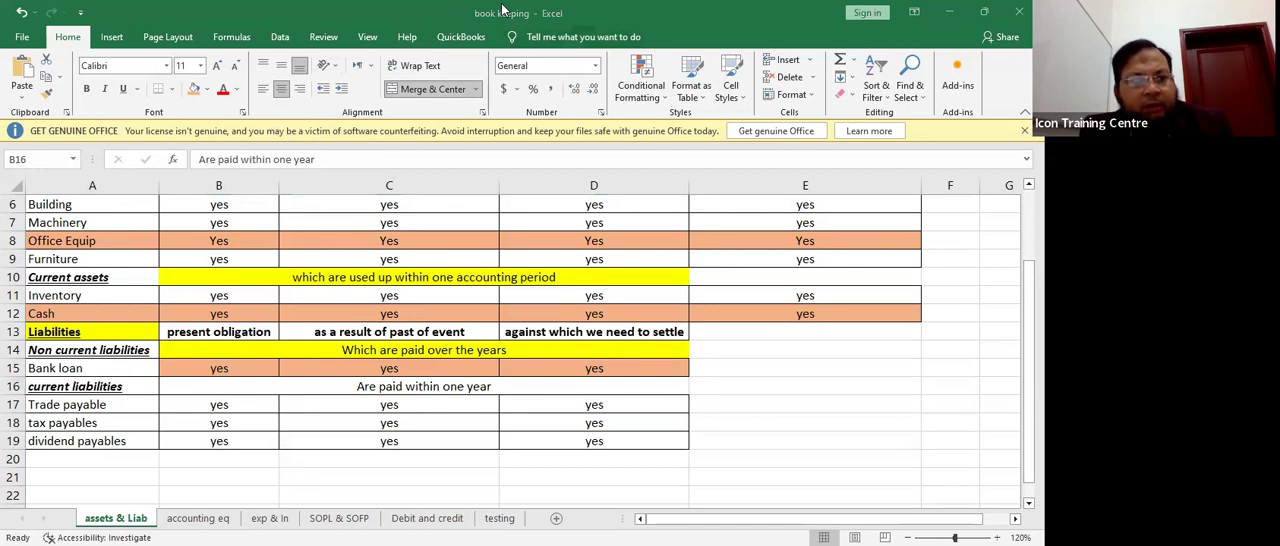 book keeping - Excel
Sign in
File Home Insert Page Layout Formulas Data Review View Help QuickBooks Tell me what you want to do Share
Calibri 11 Wrap Text General Insert
Paste B I U A Merge & Center $ % Conditional Formatting Format as Table Cell Styles Delete Format Sort & Filter Find & Select Add-ins
Clipboard Font Alignment Number Styles Cells Editing Add-ins
GET GENUINE OFFICE Your license isn't genuine, and you may be a victim of software counterfeiting. Avoid interruption and keep your files safe with genuine Office today. Get genuine Office Learn more
B16 fx Are paid within one year
A B C D E F G
6 Building yes yes yes yes
7 Machinery yes yes yes yes
8 Office Equip Yes Yes Yes Yes
9 Furniture yes yes yes yes
10 Current assets which are used up within one accounting period
11 Inventory yes yes yes yes
12 Cash yes yes yes yes
13 Liabilities present obligation as a result of past of event against which we need to settle
14 Non current liabilities Which are paid over the years
15 Bank loan yes yes yes
16 current liabilities Are paid within one year
17 Trade payable yes yes yes
18 tax payables yes yes yes
19 dividend payables yes yes yes
20
21
22
assets & Liab accounting eq exp & In SOPL & SOFP Debit and credit testing
Ready Accessibility: Investigate 120%
Icon Training Centre